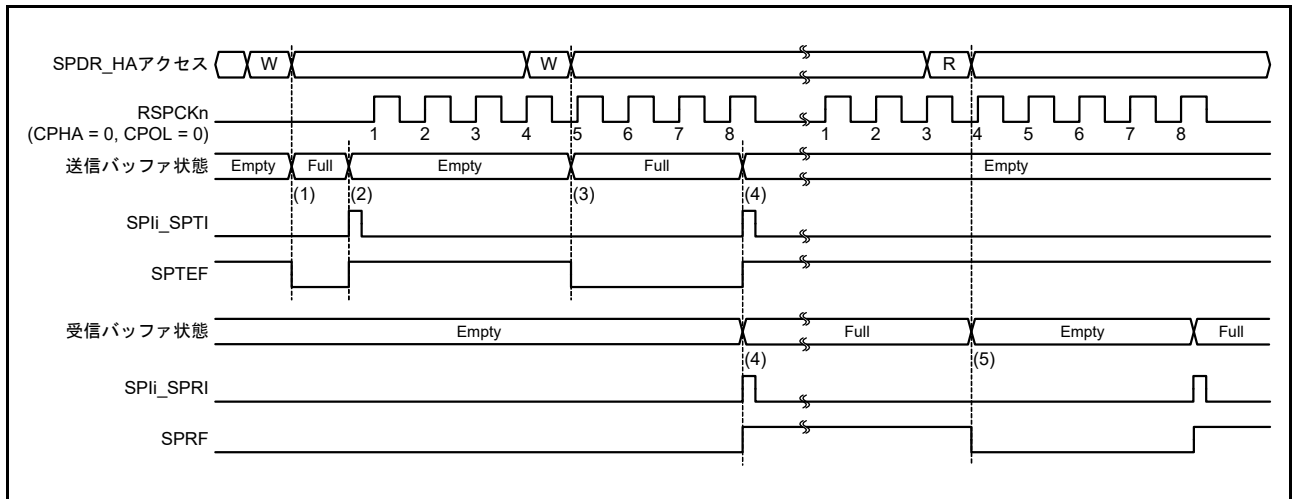 SPDR_HAアクセス W W R
RSPCKn
(CPHA = 0, CPOL = 0)
1 2 3 4 5 6 7 8 1 2 3 4 5 6 7 8
送信バッファ状態 Empty Full Empty Full Empty
(1) (2) (3) (4)
SPIi_SPTI
SPTEF
受信バッファ状態 Empty Full Empty Full
(4) (5)
SPIi_SPRI
SPRF